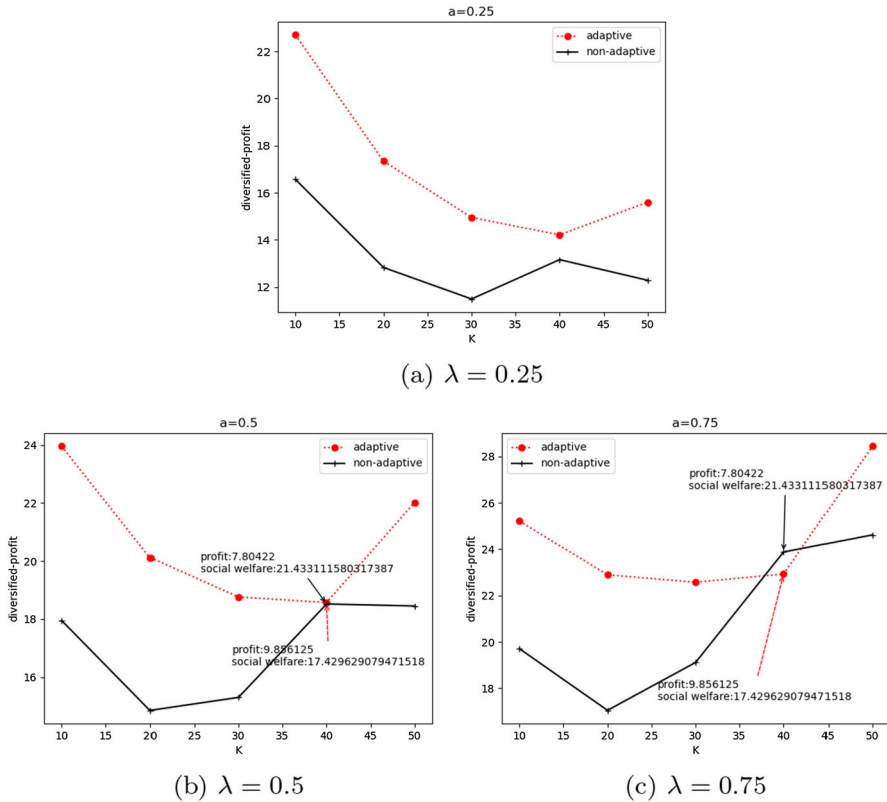 a=0.25
adaptive
non-adaptive
diversified-profit
22
20
18
16
14
12
10 15 20 25 30 35 40 45 50
K
(a) λ = 0.25
a=0.5
adaptive
non-adaptive
diversified-profit
24
22
20
18
16
profit:7.80422
social welfare:21.433111580317387
profit:9.856125
social welfare:17.429629079471518
10 15 20 25 30 35 40 45 50
K
(b) λ = 0.5
a=0.75
adaptive
non-adaptive
diversified-profit
28
26
24
22
20
18
profit:7.80422
social welfare:21.433111580317387
profit:9.856125
social welfare:17.429629079471518
10 15 20 25 30 35 40 45 50
K
(c) λ = 0.75